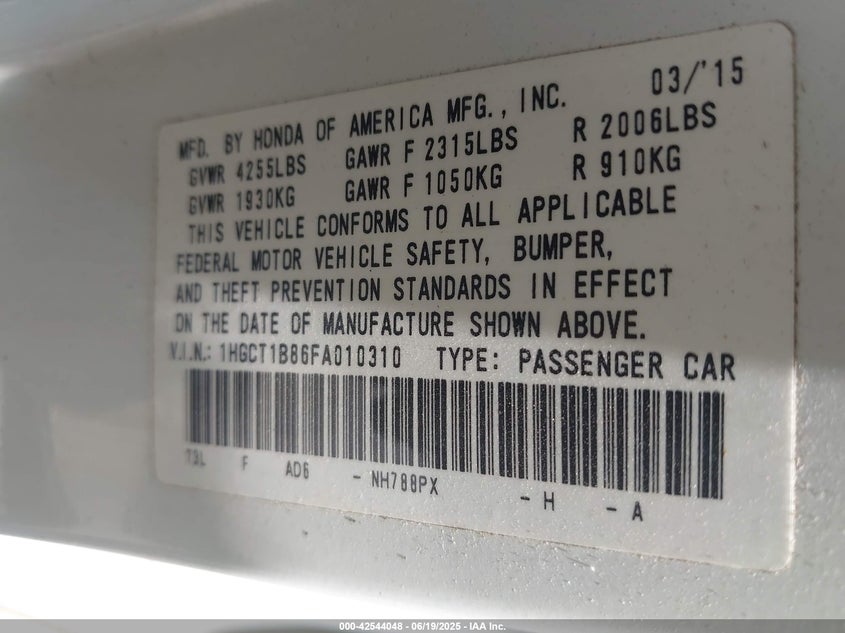 03/'15
MFD. BY HONDA OF AMERICA MFG., INC.
GVWR 4255LBS GAWR F 2315LBS R 2006LBS
GVWR 1930KG GAWR F 1050KG R 910KG
THIS VEHICLE CONFORMS TO ALL APPLICABLE
FEDERAL MOTOR VEHICLE SAFETY, BUMPER,
AND THEFT PREVENTION STANDARDS IN EFFECT
ON THE DATE OF MANUFACTURE SHOWN ABOVE.
V.I.N.: 1HGCT1B86FA010310 TYPE: PASSENGER CAR
T3L F AD6 - NH788PX - H - A
000-42544048 - 06/19/2025 - IAA Inc.